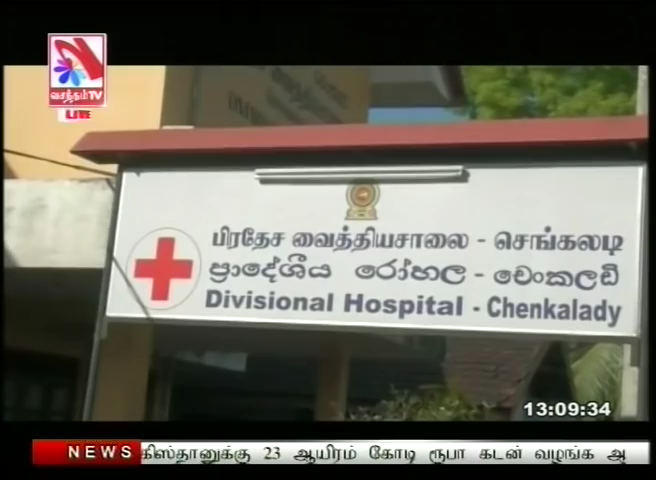 வசந்தம்TV
LIVE
பிரதேச வைத்தியசாலை - செங்கலடி
ප්‍රාදේශීය රෝහල - චෙංකලඩි
Divisional Hospital - Chenkalady
13:09:34
NEWS கிஸ்தானுக்கு 23 ஆயிரம் கோடி ரூபா கடன் வழங்க